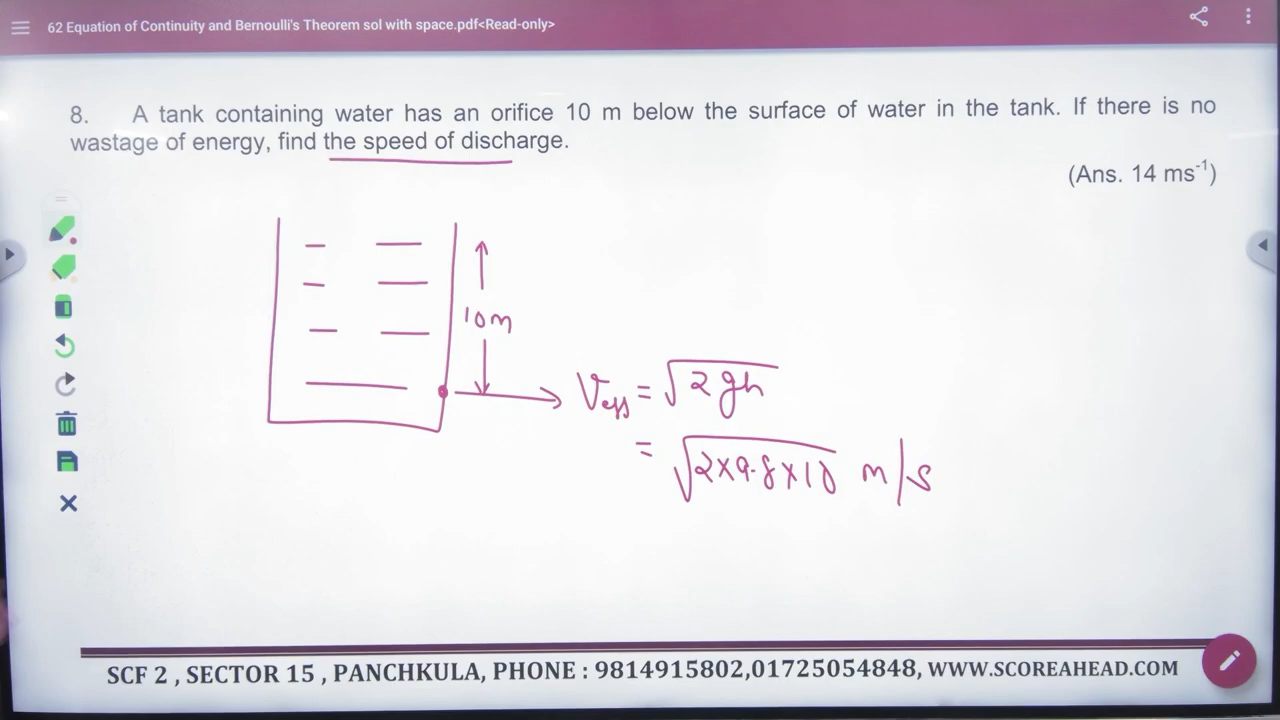 62 Equation of Continuity and Bernoulli's Theorem sol with space.pdf<Read-only>
8. A tank containing water has an orifice 10 m below the surface of water in the tank. If there is no
wastage of energy, find the speed of discharge.
(Ans. 14 ms⁻¹)
10m
Veff = √2gh
= √2×9.8×10 m/s
SCF 2 , SECTOR 15 , PANCHKULA, PHONE : 9814915802,01725054848, WWW.SCOREAHEAD.COM